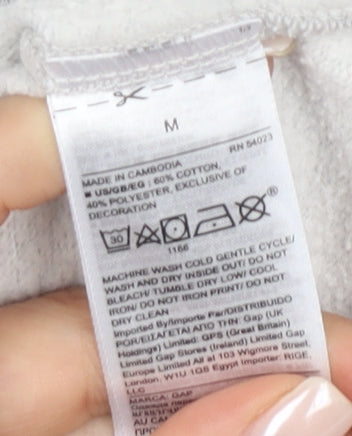 M
RN 54023
MADE IN CAMBODIA
■ US/GB/EG : 60% COTTON,
40% POLYESTER, EXCLUSIVE OF
DECORATION
30
®
1166
MACHINE WASH COLD GENTLE CYCLE/
WASH AND DRY INSIDE OUT/ DO NOT
BLEACH/ TUMBLE DRY LOW/ COOL
IRON/ DO NOT IRON PRINT/ DO NOT
DRY CLEAN
Imported By/Importe Par/DISTRIBUIDO
POR/ΕΙΣΑΓΕΤΑΙ ΑΠΟ ΤΗΝ: Gap (UK
Holdings) Limited: GPS (Great Britain)
Limited Gap Stores (Ireland) Limited Gap
Europe Limited All at 103 Wigmore Street,
London. W1U 1QS Egypt Importer: RIGE.
LLC
MARCA: GAP